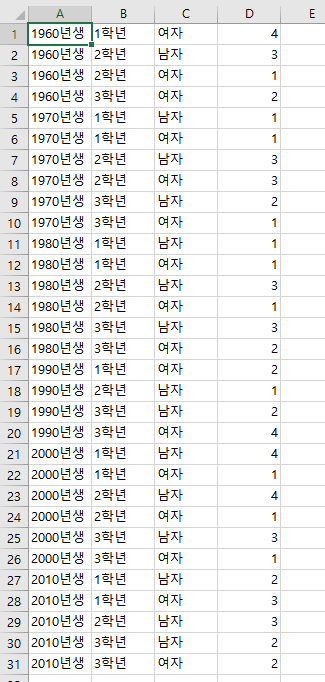 A B C D E
1 1960년생 1학년 여자 4
2 1960년생 2학년 남자 3
3 1960년생 2학년 여자 1
4 1960년생 3학년 여자 2
5 1970년생 1학년 남자 1
6 1970년생 1학년 여자 1
7 1970년생 2학년 남자 3
8 1970년생 2학년 여자 3
9 1970년생 3학년 남자 2
10 1970년생 3학년 여자 1
11 1980년생 1학년 남자 1
12 1980년생 1학년 여자 1
13 1980년생 2학년 남자 3
14 1980년생 2학년 여자 1
15 1980년생 3학년 남자 3
16 1980년생 3학년 여자 2
17 1990년생 1학년 여자 2
18 1990년생 2학년 남자 1
19 1990년생 3학년 남자 2
20 1990년생 3학년 여자 4
21 2000년생 1학년 남자 4
22 2000년생 1학년 여자 1
23 2000년생 2학년 남자 4
24 2000년생 2학년 여자 1
25 2000년생 3학년 남자 3
26 2000년생 3학년 여자 1
27 2010년생 1학년 남자 2
28 2010년생 1학년 여자 3
29 2010년생 2학년 남자 3
30 2010년생 3학년 남자 2
31 2010년생 3학년 여자 2